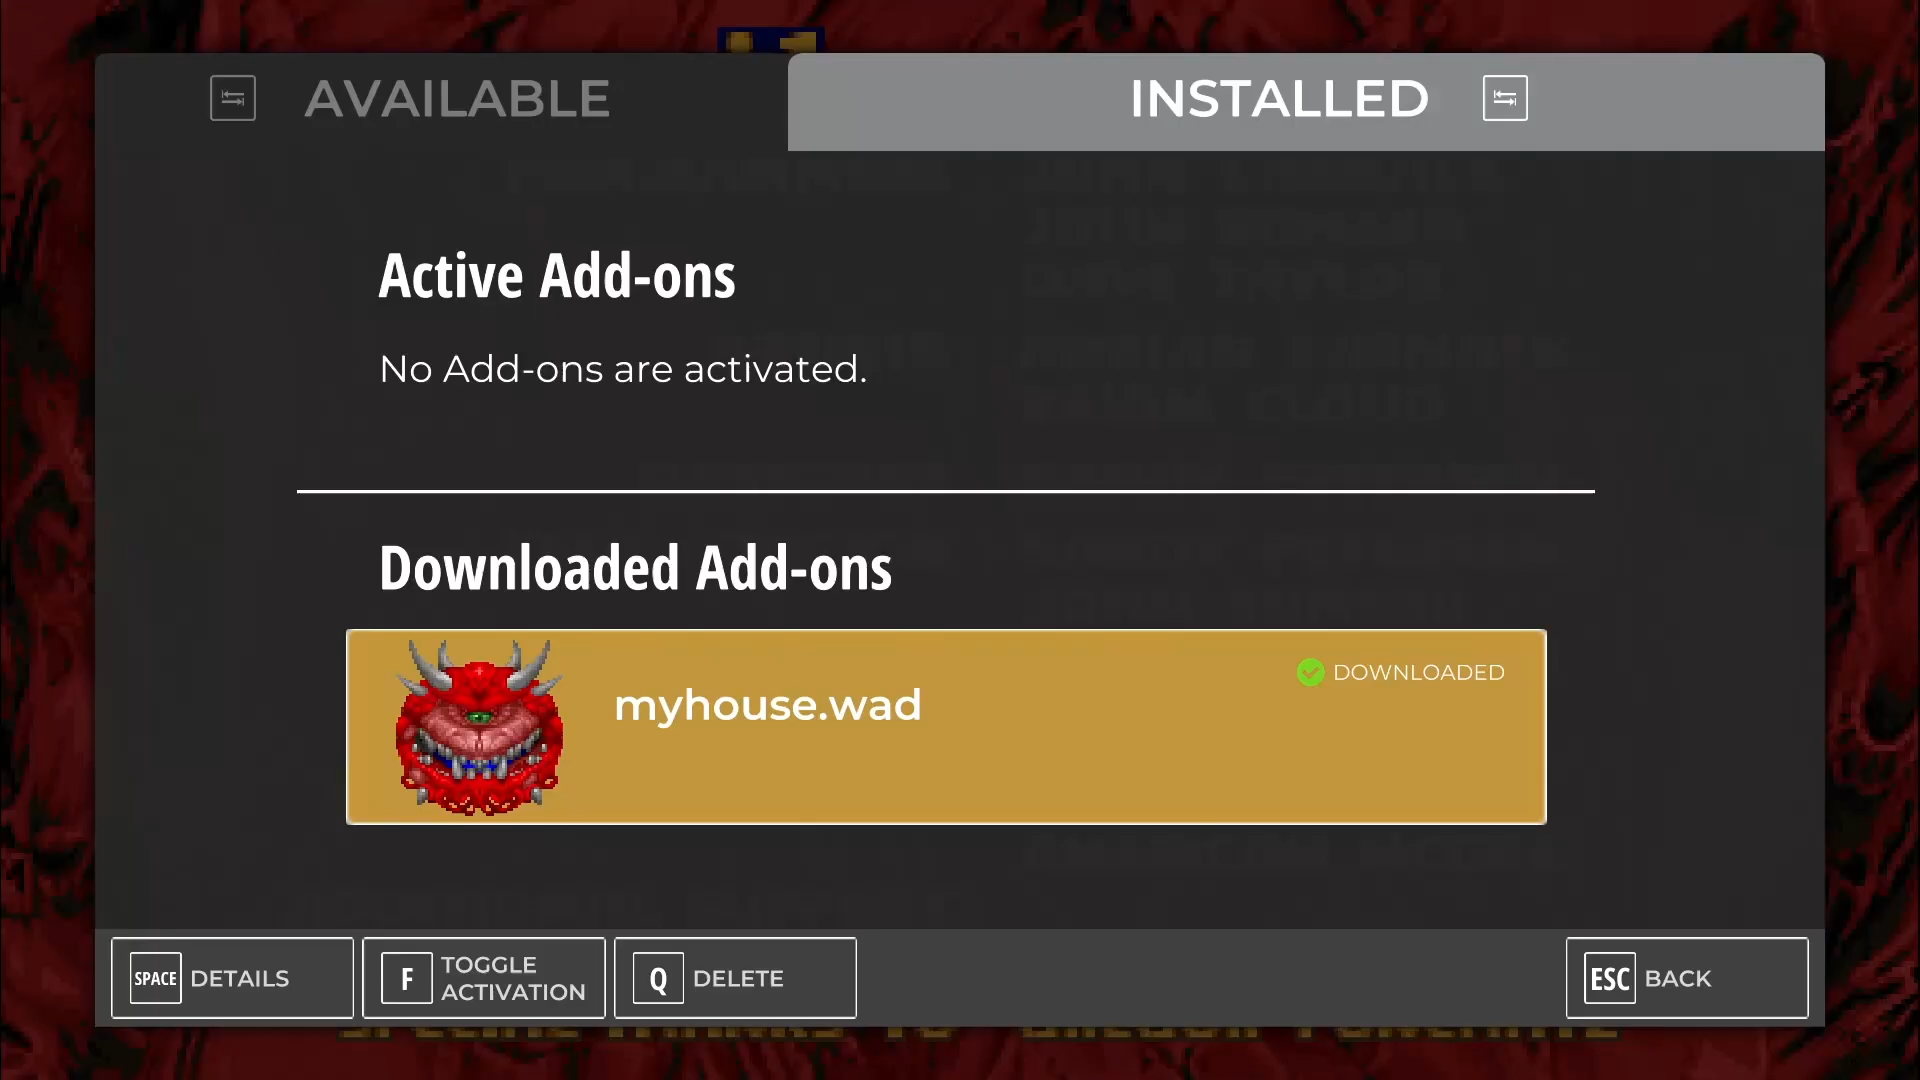 AVAILABLE
INSTALLED
Active Add-ons
No Add-ons are activated.
Downloaded Add-ons
myhouse.wad
DOWNLOADED
SPACE DETAILS
F TOGGLE ACTIVATION
Q DELETE
ESC BACK